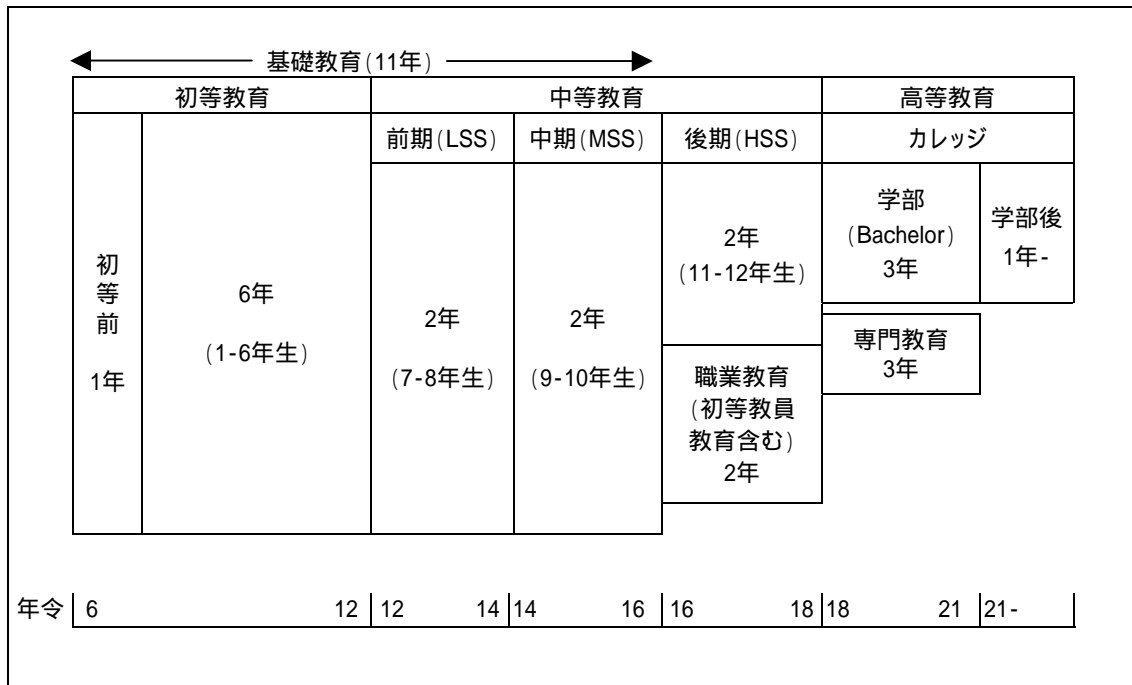 基礎教育(11年)
初等教育 中等教育 高等教育
前期(LSS) 中期(MSS) 後期(HSS) カレッジ
初等前
1年
6年
(1-6年生)
2年
(7-8年生)
2年
(9-10年生)
2年
(11-12年生)
職業教育
(初等教員
教育含む)
2年
学部
(Bachelor)
3年
学部後
1年-
専門教育
3年
年令 6 12 12 14 14 16 16 18 18 21 21-